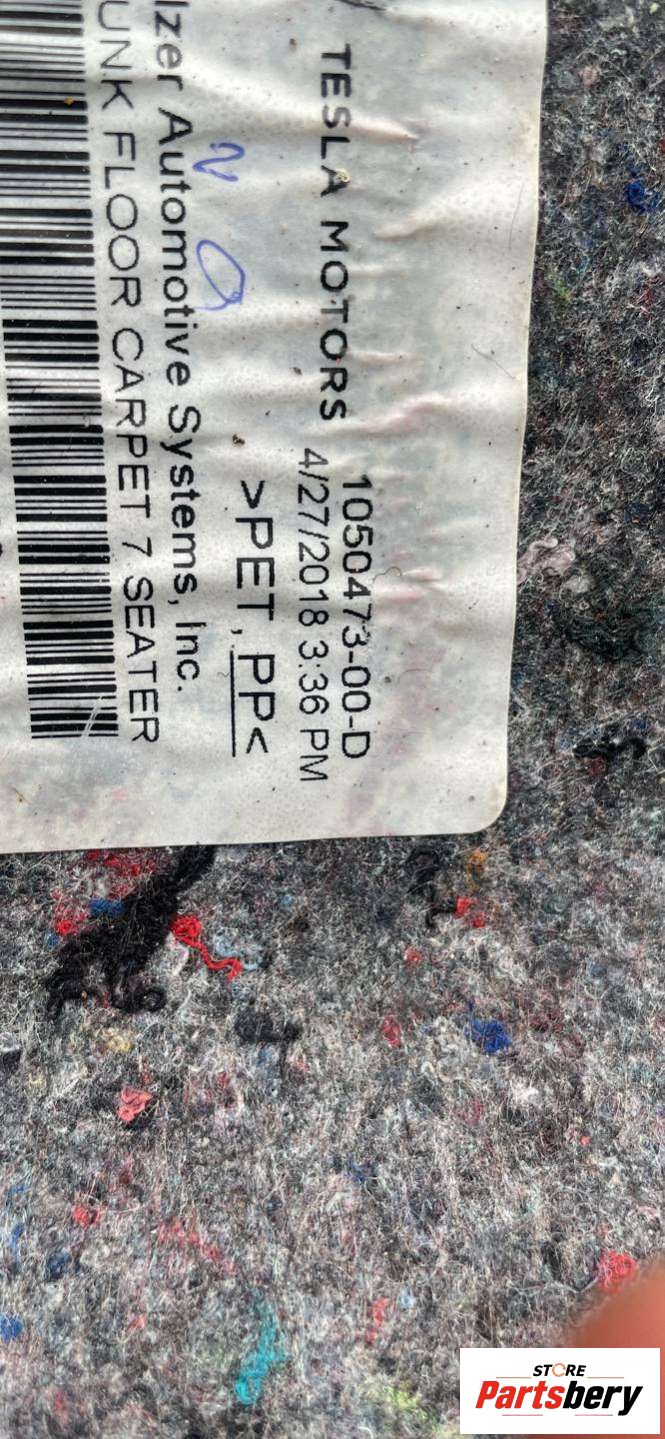 TESLA MOTORS
1050473-00-D
4/27/2018 3:36 PM
>PET, PP<
20
lzer Automotive Systems, Inc.
UNK FLOOR CARPET 7 SEATER
STORE
Partsbery